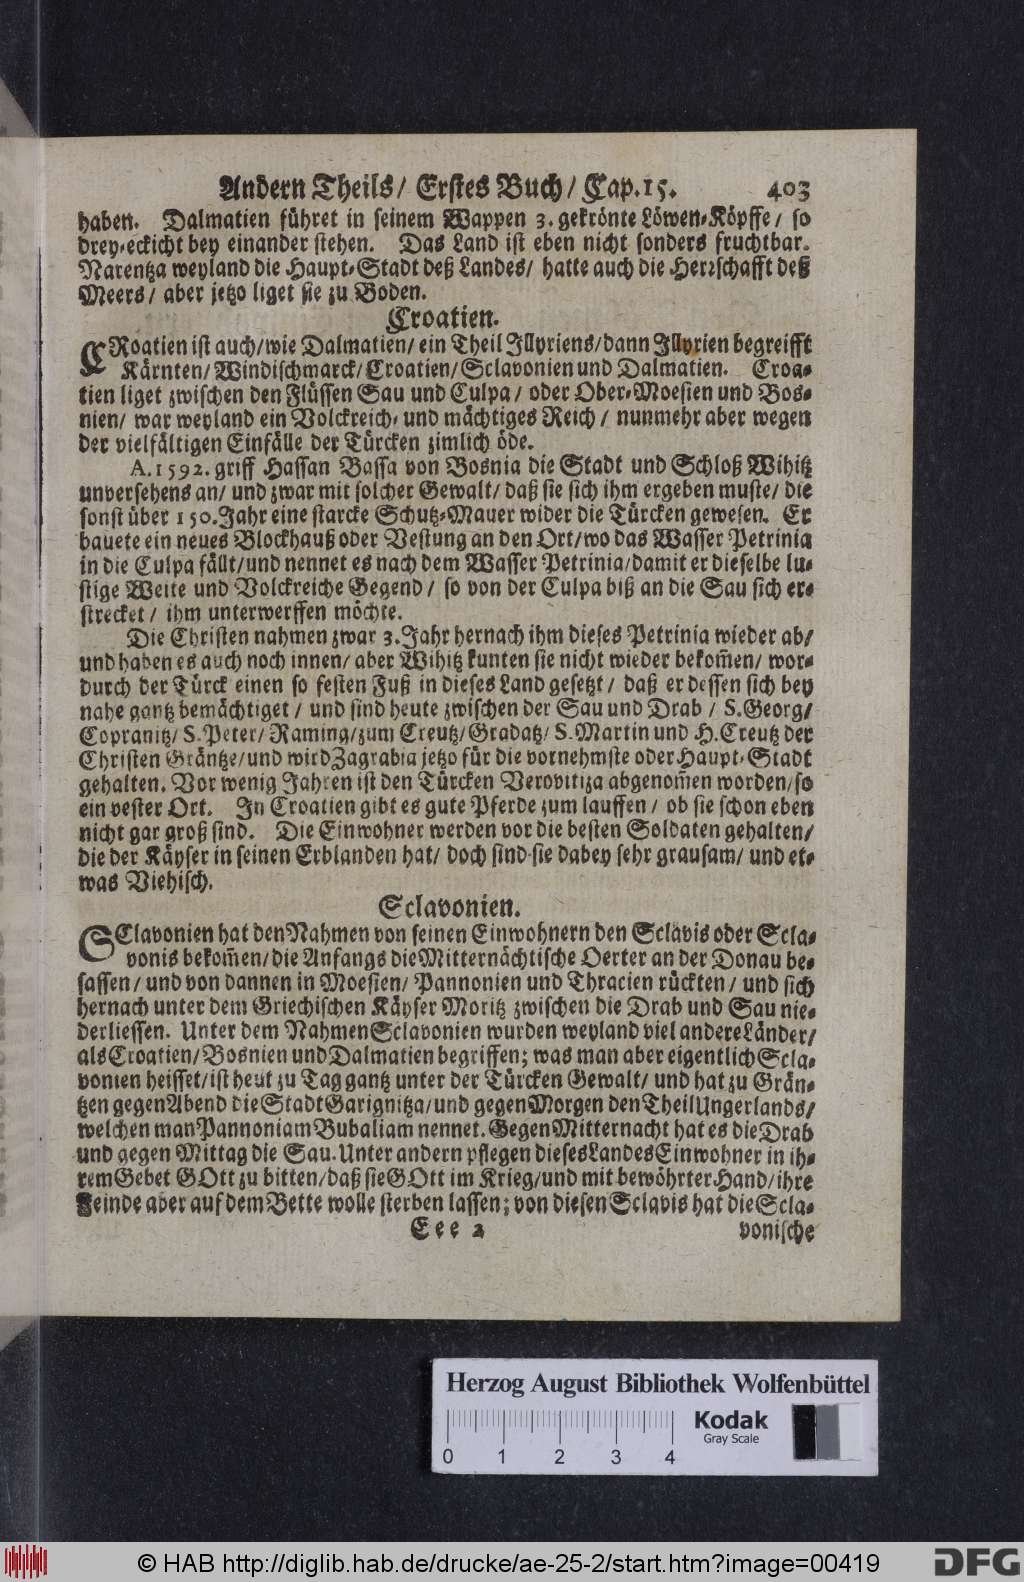 Andern Theils/ Erstes Buch/ Cap.15. 403
haben. Dalmatien führet in seinem Wappen 3. gekrönte Löwen-Köpffe/ so
drey-eckicht bey einander stehen. Das Land ist eben nicht sonders fruchtbar.
Narentza weyland die Haupt-Stadt deß Landes/ hatte auch die Herrschafft deß
Meers/ aber jetzo liget sie zu Boden.
Croatien.
CRoatien ist auch/ wie Dalmatien/ ein Theil Illyriens/ dann Illyrien begreifft
Kärnten/ Windischmarck/ Croatien/ Sclavonien und Dalmatien. Croa-
tien liget zwischen den Flüssen Sau und Culpa/ oder Ober-Moesien und Bos-
nien/ war weyland ein Volckreich- und mächtiges Reich/ nunmehr aber wegen
der vielfältigen Einfälle der Türcken zimlich öde.
A. 1592. griff Hassan Bassa von Bosnia die Stadt und Schloß Wihitz
unversehens an/ und zwar mit solcher Gewalt/ daß sie sich ihm ergeben muste/ die
sonst über 150. Jahr eine starcke Schutz-Mauer wider die Türcken gewesen. Er
bauete ein neues Blockhauß oder Vestung an den Ort/ wo das Wasser Petrinia
in die Culpa fällt/ und nennet es nach dem Wasser Petrinia/ damit er dieselbe lu-
stige Weite und Volckreiche Gegend/ so von der Culpa biß an die Sau sich er-
strecket/ ihm unterwerffen möchte.
Die Christen nahmen zwar 3. Jahr hernach ihm dieses Petrinia wieder ab/
und haben es auch noch innen/ aber Wihitz kunten sie nicht wieder bekom̃en/ wor-
durch der Türck einen so festen Fuß in dieses Land gesetzt/ daß er dessen sich bey
nahe gantz bemächtiget/ und sind heute zwischen der Sau und Drab/ S. Georg/
Copranitz/ S. Peter/ Raming/ zum Creutz/ Gradatz/ S. Martin und H. Creutz der
Christen Gräntze/ und wird Zagrabia jetzo für die vornehmste oder Haupt-Stadt
gehalten. Vor wenig Jahren ist den Türcken Verovitiza abgenom̃en worden/ so
ein vester Ort. In Croatien gibt es gute Pferde zum lauffen/ ob sie schon eben
nicht gar groß sind. Die Einwohner werden vor die besten Soldaten gehalten/
die der Käyser in seinen Erblanden hat/ doch sind sie dabey sehr grausam/ und et-
was Viehisch.
Sclavonien.
SClavonien hat den Nahmen von seinen Einwohnern den Sclavis oder Scla-
vonis bekom̃en/ die Anfangs die Mitternächtische Oerter an der Donau be-
sassen/ und von dannen in Moesien/ Pannonien und Thracien rückten/ und sich
hernach unter dem Griechischen Käyser Moritz zwischen die Drab und Sau nie-
derliessen. Unter dem Nahmen Sclavonien wurden weyland viel andere Länder/
als Croatien/ Bosnien und Dalmatien begriffen; was man aber eigentlich Scla-
vonien heisset/ ist heut zu Tag gantz unter der Türcken Gewalt/ und hat zu Grän-
tzen gegen Abend die Stadt Garignitza/ und gegen Morgen den Theil Ungerlands/
welchen man Pannoniam Bubaliam nennet. Gegen Mitternacht hat es die Drab
und gegen Mittag die Sau. Unter andern pflegen dieses Landes Einwohner in ih-
rem Gebet GOtt zu bitten/ daß sie GOtt im Krieg/ und mit bewöhrter Hand/ ihre
Feinde aber auf dem Bette wolle sterben lassen; von diesen Sclavis hat die Scla-
Eee 2 vonische
Herzog August Bibliothek Wolfenbüttel
Kodak
Gray Scale
0 1 2 3 4
© HAB http://diglib.hab.de/drucke/ae-25-2/start.htm?image=00419
DFG